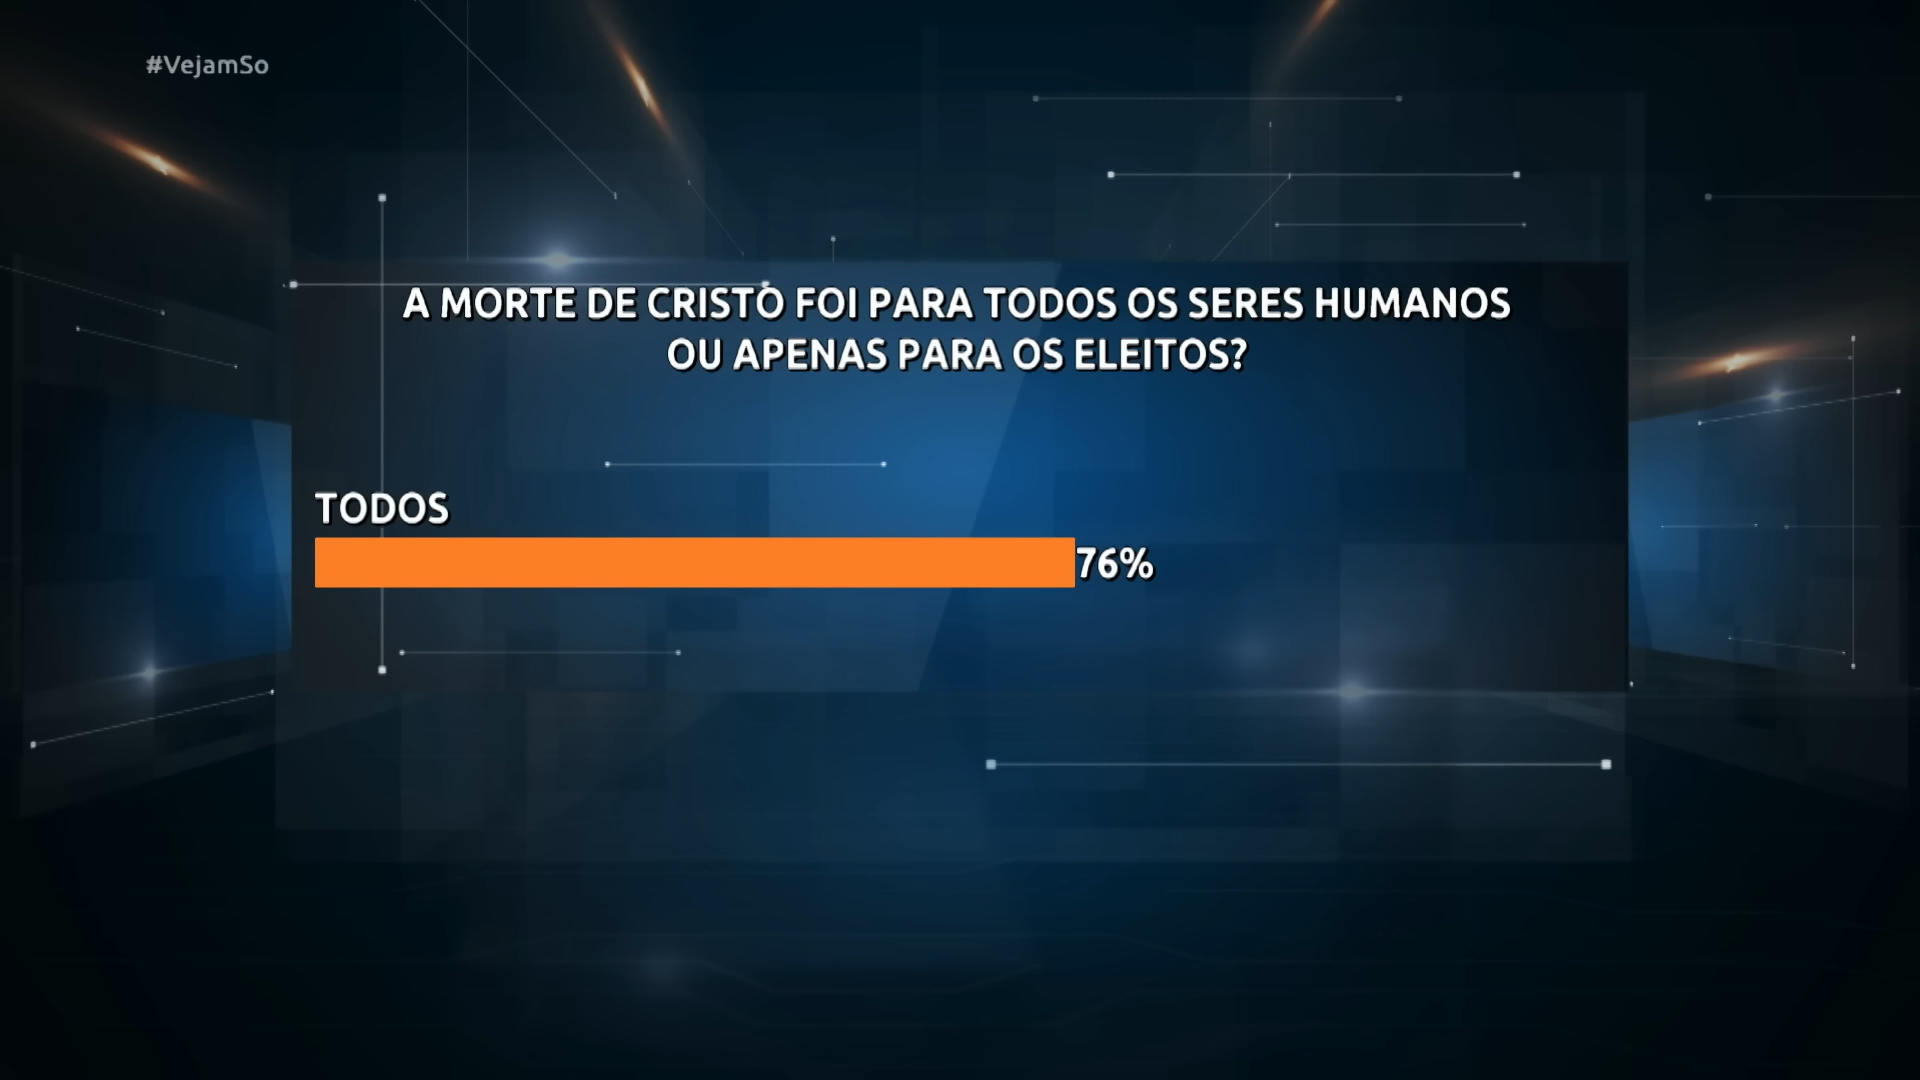 #VejamSo
A MORTE DE CRISTO FOI PARA TODOS OS SERES HUMANOS
OU APENAS PARA OS ELEITOS?
TODOS
76%